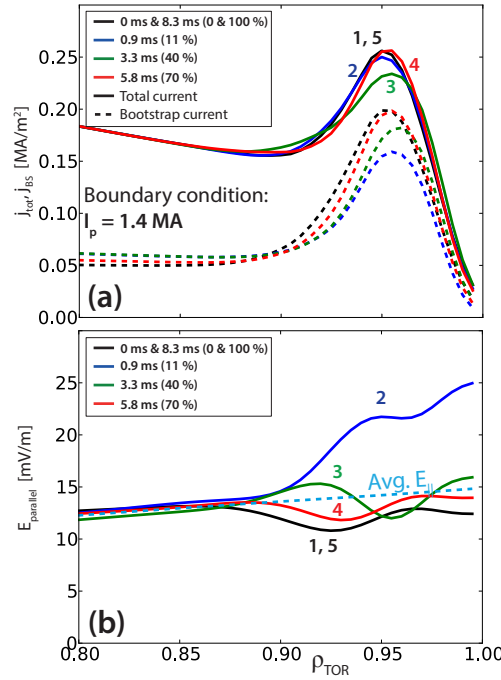 0 ms & 8.3 ms (0 & 100 %)
0.9 ms (11 %)
3.3 ms (40 %)
5.8 ms (70 %)
Total current
Bootstrap current
1, 5
2
4
3
Boundary condition:
I_p = 1.4 MA
(a)
j_tot, j_BS [MA/m²]
0.25
0.20
0.15
0.10
0.05
0.00
0 ms & 8.3 ms (0 & 100 %)
0.9 ms (11 %)
3.3 ms (40 %)
5.8 ms (70 %)
2
3
Avg. E_||
4
1, 5
(b)
E_parallel [mV/m]
25
20
15
10
5
0
0.80 0.85 0.90 0.95 1.00
ρ_TOR